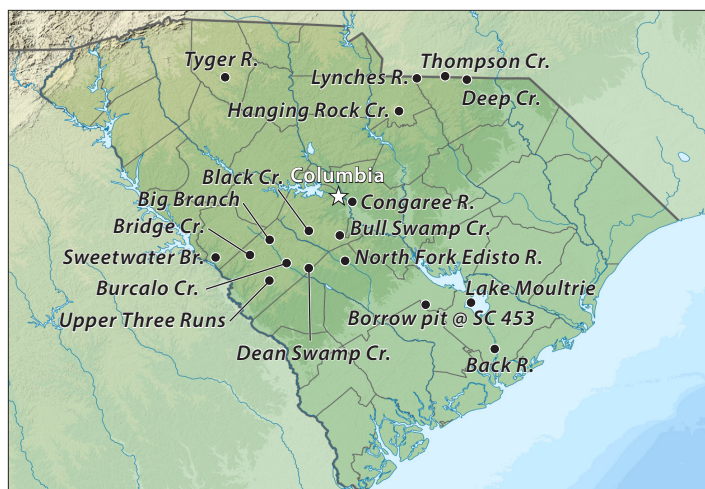 Tyger R.
Thompson Cr.
Lynches R.
Deep Cr.
Hanging Rock Cr.
Black Cr.
Columbia
Big Branch
Congaree R.
Bridge Cr.
Bull Swamp Cr.
Sweetwater Br.
North Fork Edisto R.
Burcalo Cr.
Lake Moultrie
Upper Three Runs
Borrow pit @ SC 453
Dean Swamp Cr.
Back R.